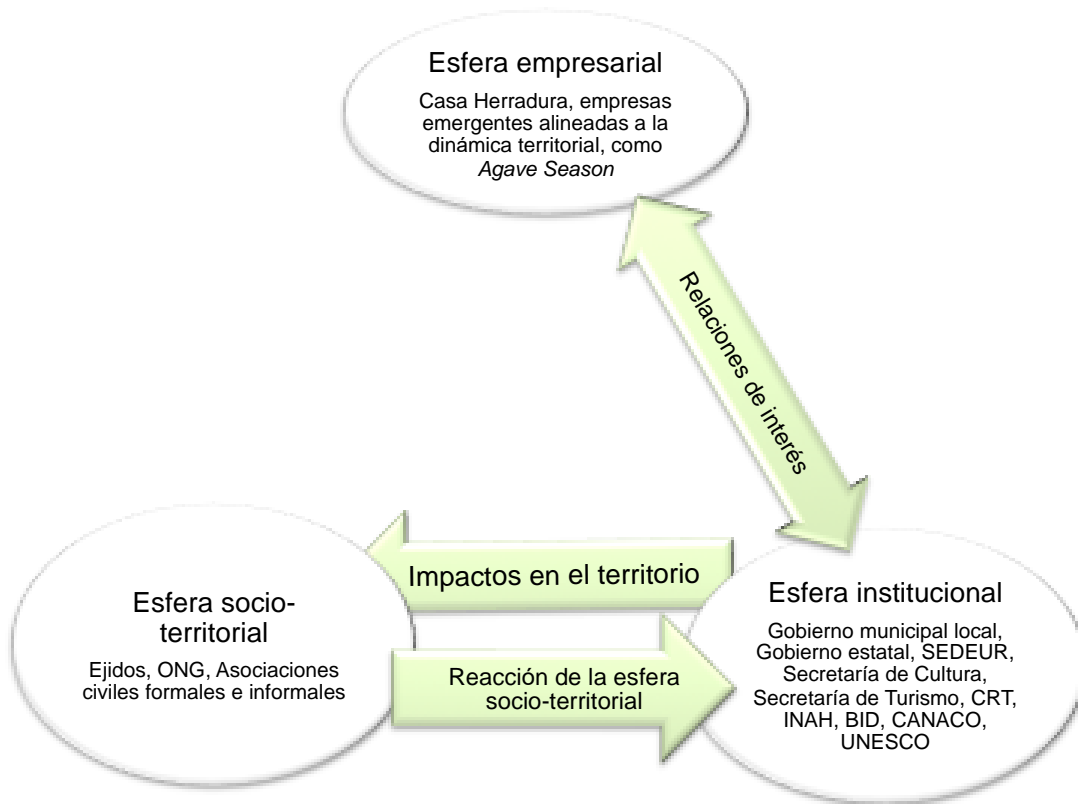 Esfera empresarial
Casa Herradura, empresas
emergentes alineadas a la
dinámica territorial, como
Agave Season
Relaciones de interés
Impactos en el territorio
Esfera socio-
territorial
Ejidos, ONG, Asociaciones
civiles formales e informales
Reacción de la esfera
socio-territorial
Esfera institucional
Gobierno municipal local,
Gobierno estatal, SEDEUR,
Secretaría de Cultura,
Secretaría de Turismo, CRT,
INAH, BID, CANACO,
UNESCO